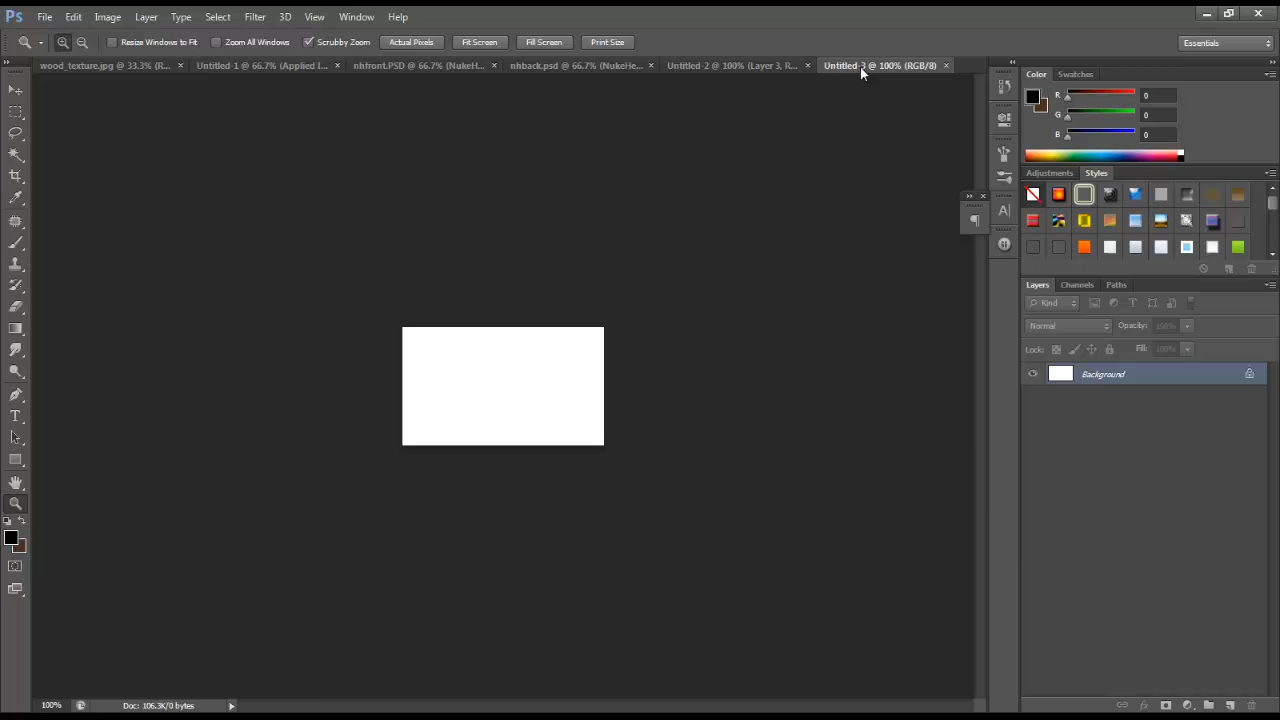 Ps File Edit Image Layer Type Select Filter 3D View Window Help
Resize Windows to Fit Zoom All Windows Scrubby Zoom Actual Pixels Fit Screen Fill Screen Print Size Essentials
wood_texture.jpg @ 33.3% (R... × Untitled-1 @ 66.7% (Applied I... × nhfront.PSD @ 66.7% (NukeH... × nhback.psd @ 66.7% (NukeHe... × Untitled-2 @ 100% (Layer 3, R... × Untitled-3 @ 100% (RGB/8) ×
Color Swatches
R 0
G 0
B 0
Adjustments Styles
Layers Channels Paths
Kind
Normal Opacity: 100%
Lock: Fill: 100%
Background
100% Doc: 106.3K/0 bytes